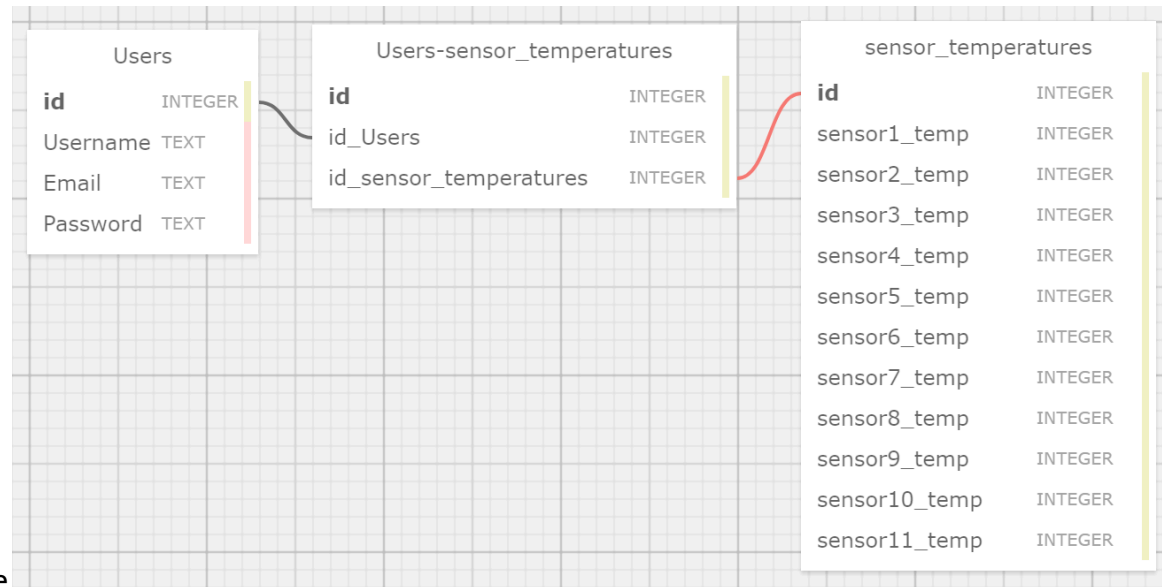 Users
id INTEGER
Username TEXT
Email TEXT
Password TEXT
Users-sensor_temperatures
id INTEGER
id_Users INTEGER
id_sensor_temperatures INTEGER
sensor_temperatures
id INTEGER
sensor1_temp INTEGER
sensor2_temp INTEGER
sensor3_temp INTEGER
sensor4_temp INTEGER
sensor5_temp INTEGER
sensor6_temp INTEGER
sensor7_temp INTEGER
sensor8_temp INTEGER
sensor9_temp INTEGER
sensor10_temp INTEGER
sensor11_temp INTEGER